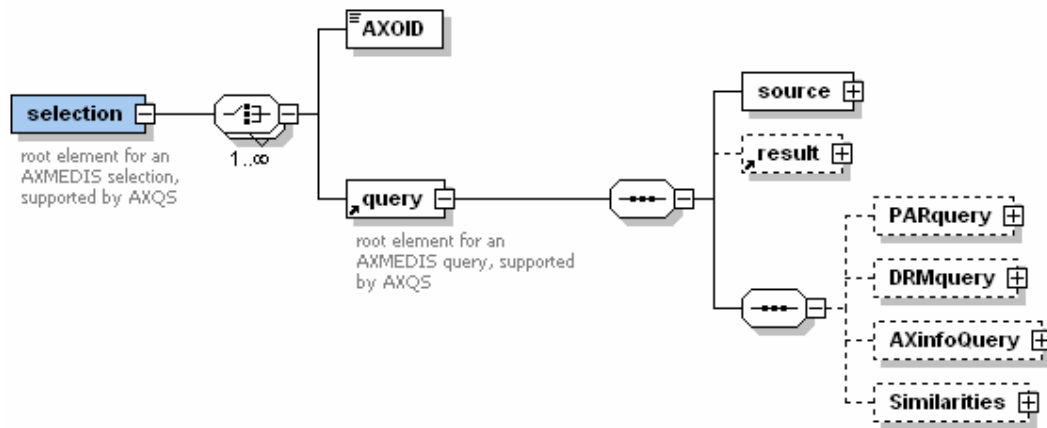 AXOID
selection
root element for an
AXMEDIS selection,
supported by AXQS
1..∞
query
root element for an
AXMEDIS query, supported
by AXQS
source
result
PARquery
DRMquery
AXinfoQuery
Similarities